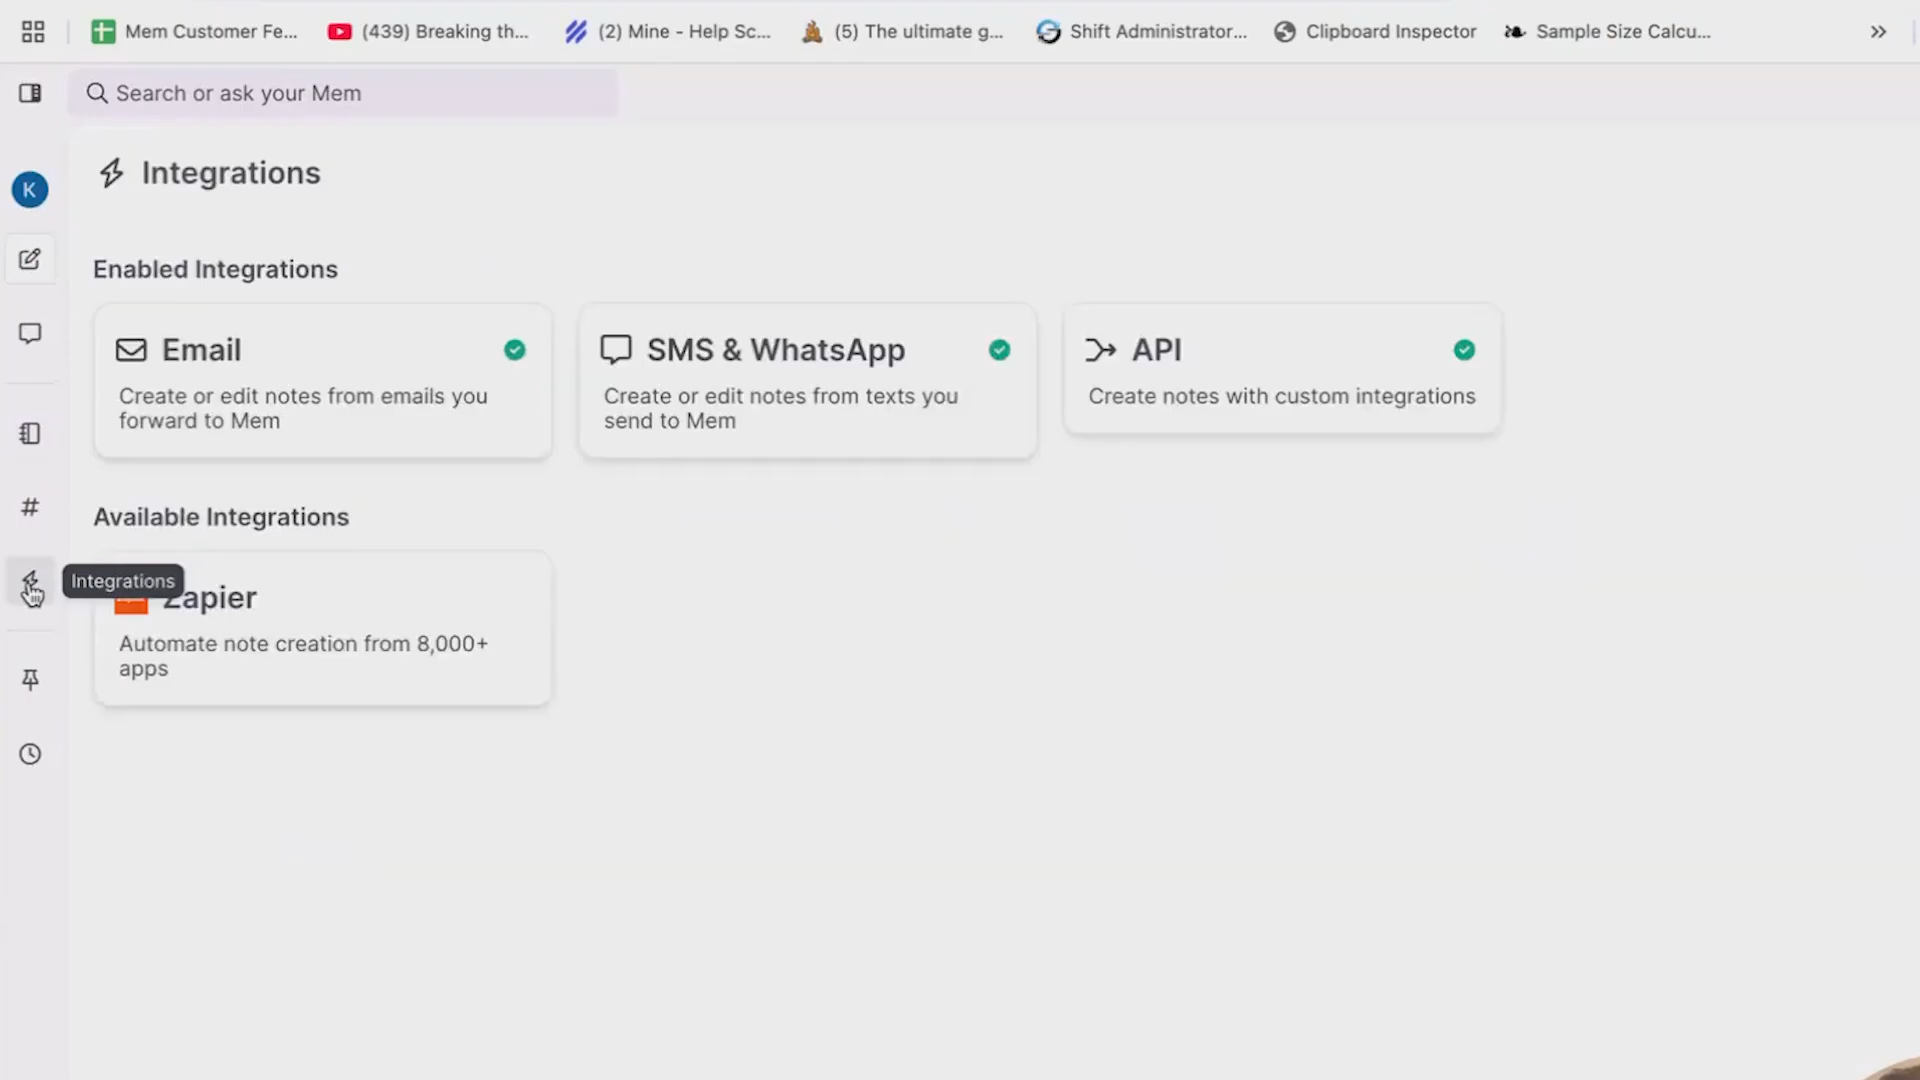 Mem Customer Fe...
(439) Breaking th...
(2) Mine - Help Sc...
(5) The ultimate g...
Shift Administrator...
Clipboard Inspector
Sample Size Calcu...
Search or ask your Mem
K
Integrations
Enabled Integrations
Email
Create or edit notes from emails you
forward to Mem
SMS & WhatsApp
Create or edit notes from texts you
send to Mem
API
Create notes with custom integrations
Available Integrations
Integrations
Zapier
Automate note creation from 8,000+
apps